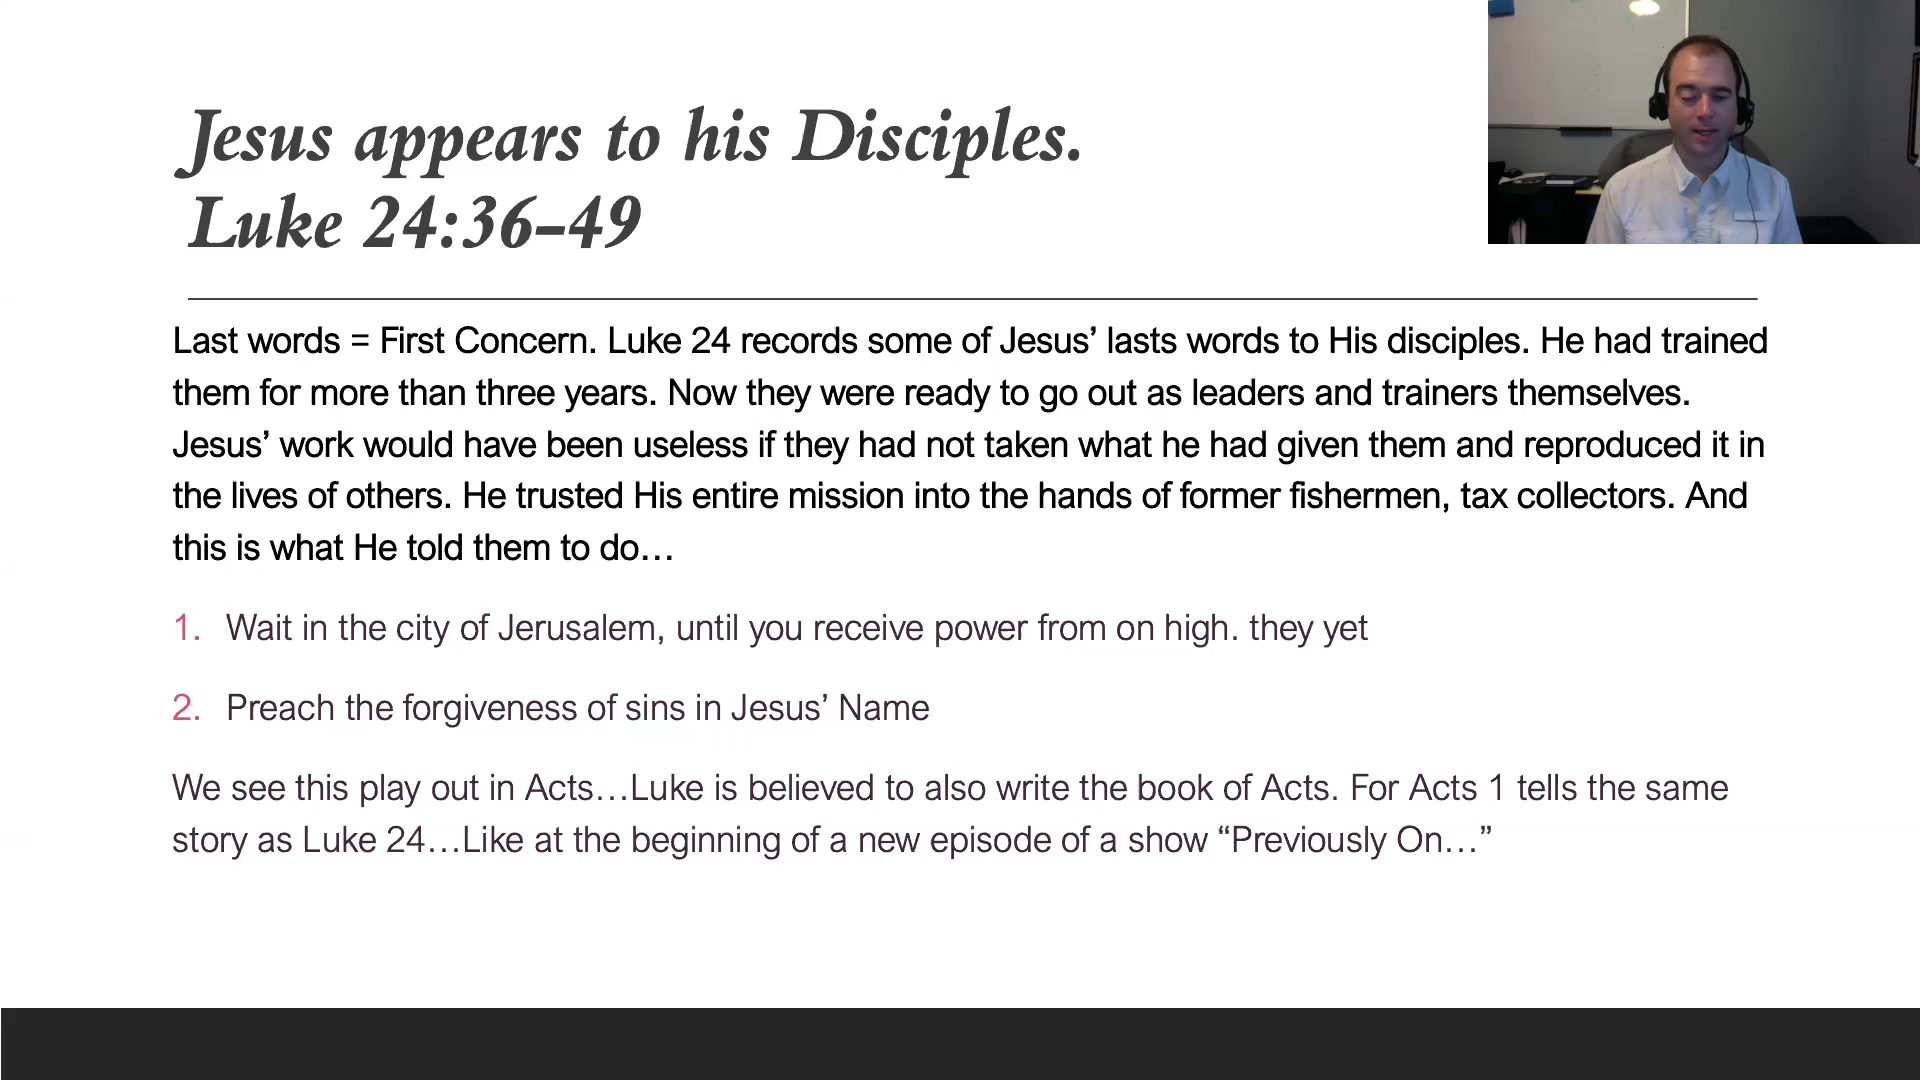 Jesus appears to his Disciples.
Luke 24:36-49
Last words = First Concern. Luke 24 records some of Jesus’ lasts words to His disciples. He had trained
them for more than three years. Now they were ready to go out as leaders and trainers themselves.
Jesus’ work would have been useless if they had not taken what he had given them and reproduced it in
the lives of others. He trusted His entire mission into the hands of former fishermen, tax collectors. And
this is what He told them to do…
1. Wait in the city of Jerusalem, until you receive power from on high. they yet
2. Preach the forgiveness of sins in Jesus’ Name
We see this play out in Acts…Luke is believed to also write the book of Acts. For Acts 1 tells the same
story as Luke 24…Like at the beginning of a new episode of a show “Previously On…”